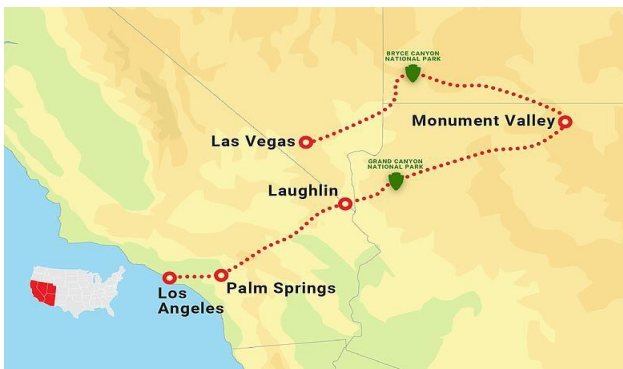 BRYCE CANYON
NATIONAL PARK
Las Vegas
Monument Valley
GRAND CANYON
NATIONAL PARK
Laughlin
Palm Springs
Los
Angeles